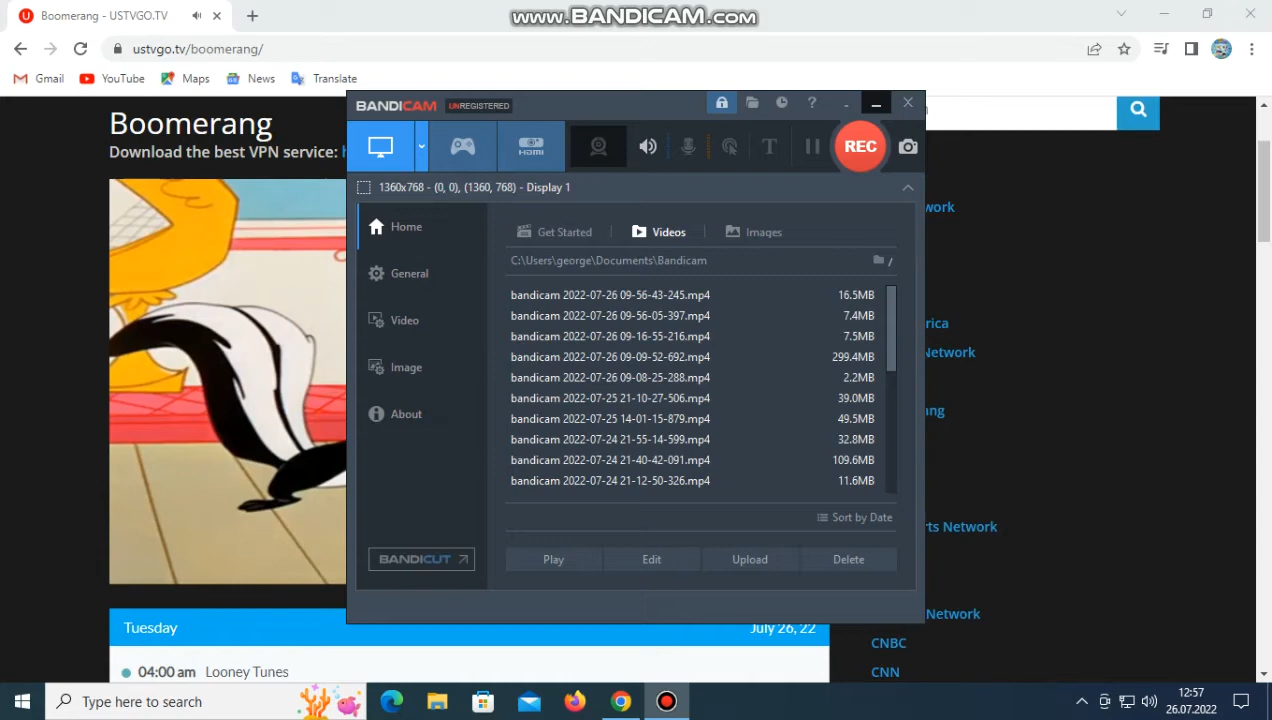 Boomerang - USTVGO.TV
www.BANDICAM.com
ustvgo.tv/boomerang/
Gmail
YouTube
Maps
News
Translate
Boomerang
Download the best VPN service:
BANDICAM
UNREGISTERED
HDMI
REC
1360x768 - (0, 0), (1360, 768) - Display 1
Home
General
Video
Image
About
BANDICUT
Get Started
Videos
Images
C:\Users\george\Documents\Bandicam
bandicam 2022-07-26 09-56-43-245.mp4 16.5MB
bandicam 2022-07-26 09-56-05-397.mp4 7.4MB
bandicam 2022-07-26 09-16-55-216.mp4 7.5MB
bandicam 2022-07-26 09-09-52-692.mp4 299.4MB
bandicam 2022-07-26 09-08-25-288.mp4 2.2MB
bandicam 2022-07-25 21-10-27-506.mp4 39.0MB
bandicam 2022-07-25 14-01-15-879.mp4 49.5MB
bandicam 2022-07-24 21-55-14-599.mp4 32.8MB
bandicam 2022-07-24 21-40-42-091.mp4 109.6MB
bandicam 2022-07-24 21-12-50-326.mp4 11.6MB
Sort by Date
Play
Edit
Upload
Delete
work
rica
Network
ang
rts Network
Network
CNBC
CNN
Tuesday
July 26, 22
04:00 am Looney Tunes
Type here to search
12:57
26.07.2022